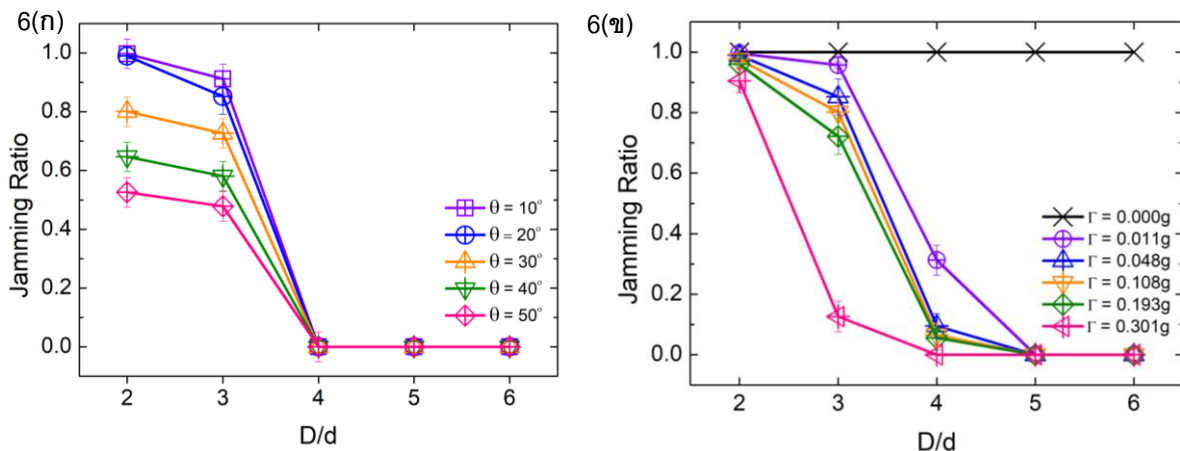 6(ก)
Jamming Ratio
1.0
0.8
0.6
0.4
0.2
0.0
2 3 4 5 6
D/d
θ = 10°
θ = 20°
θ = 30°
θ = 40°
θ = 50°
6(ข)
Jamming Ratio
1.0
0.8
0.6
0.4
0.2
0.0
2 3 4 5 6
D/d
Γ = 0.000g
Γ = 0.011g
Γ = 0.048g
Γ = 0.108g
Γ = 0.193g
Γ = 0.301g